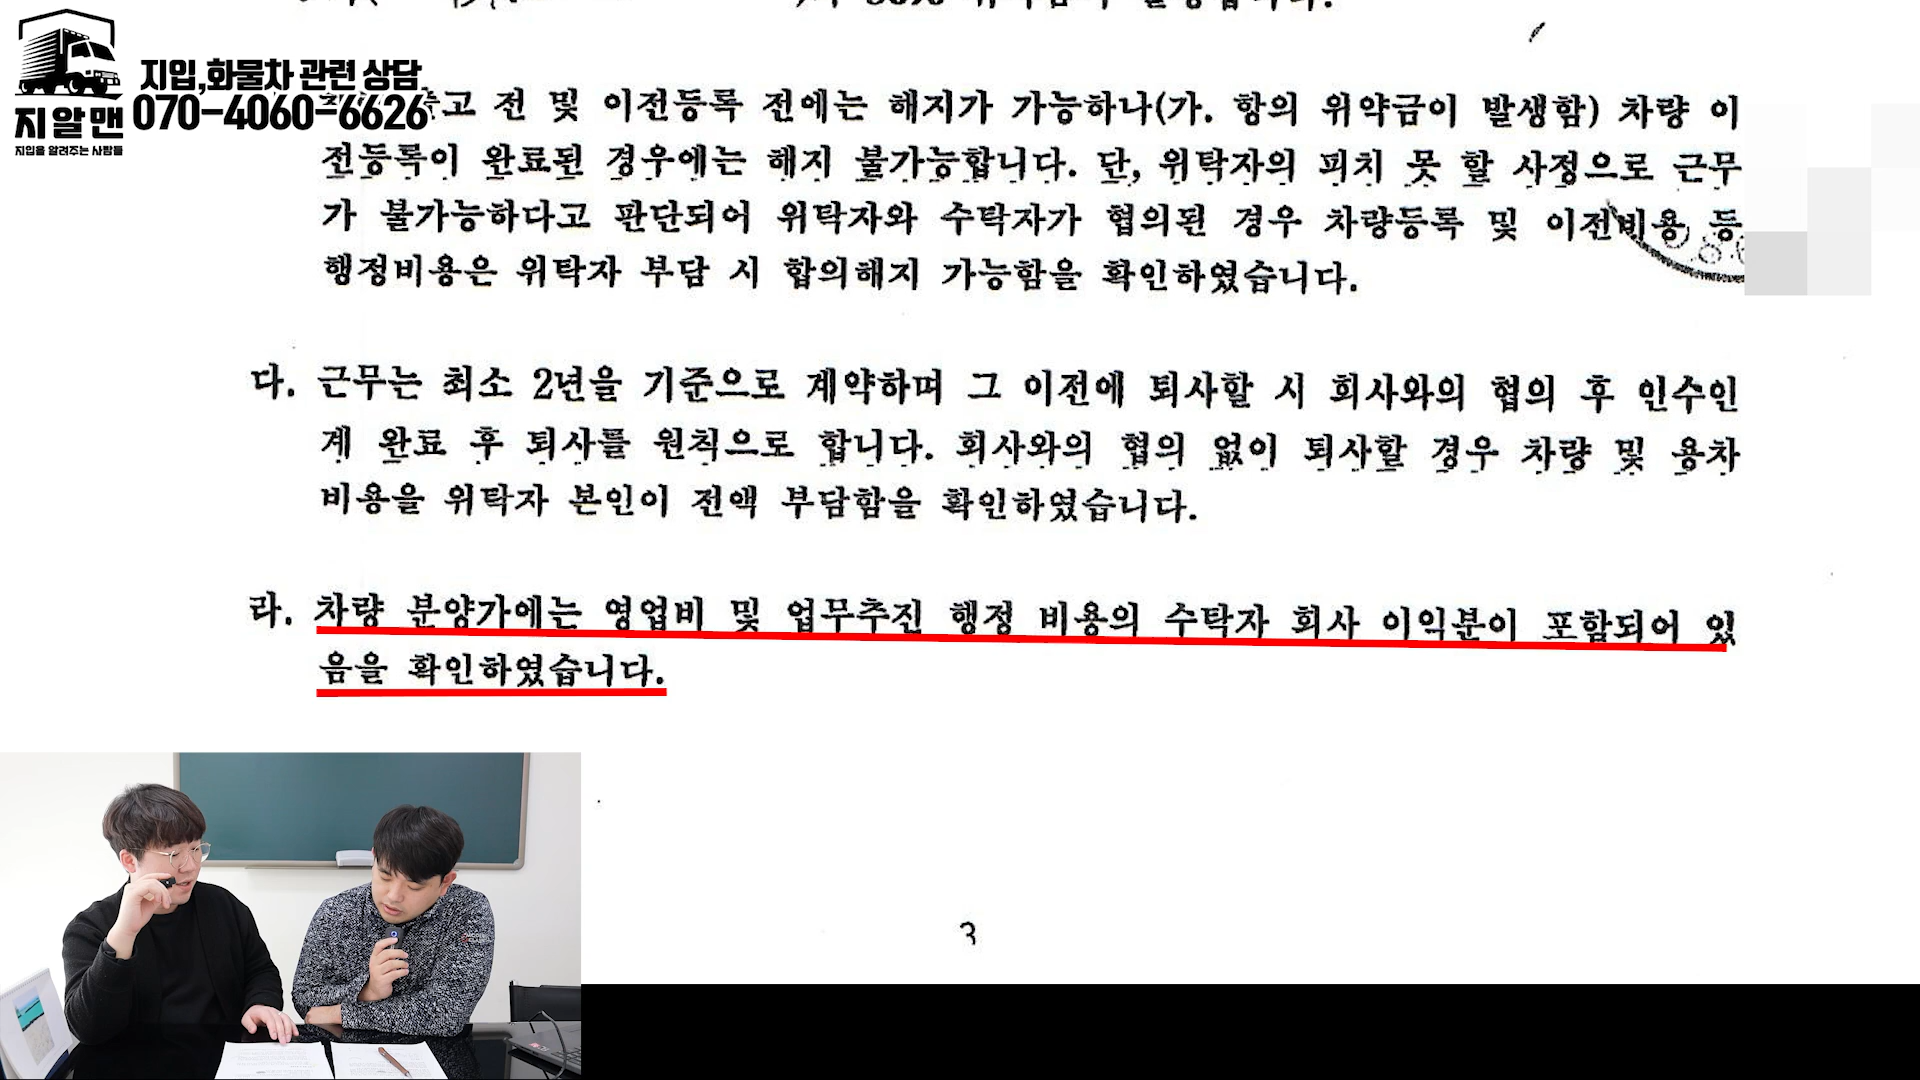 지입,화물차 관련 상담
070-4060-6626
지알맨
지입을 알려주는 사람들
고 전 및 이전등록 전에는 해지가 가능하나(가. 항의 위약금이 발생함) 차량 이
전등록이 완료된 경우에는 해지 불가능합니다. 단, 위탁자의 피치 못 할 사정으로 근무
가 불가능하다고 판단되어 위탁자와 수탁자가 협의된 경우 차량등록 및 이전비용 등
행정비용은 위탁자 부담 시 합의해지 가능함을 확인하였습니다.
다. 근무는 최소 2년을 기준으로 계약하며 그 이전에 퇴사할 시 회사와의 협의 후 인수인
계 완료 후 퇴사를 원칙으로 합니다. 회사와의 협의 없이 퇴사할 경우 차량 및 용차
비용을 위탁자 본인이 전액 부담함을 확인하였습니다.
라. 차량 분양가에는 영업비 및 업무추진 행정 비용의 수탁자 회사 이익분이 포함되어 있
음을 확인하였습니다.
3